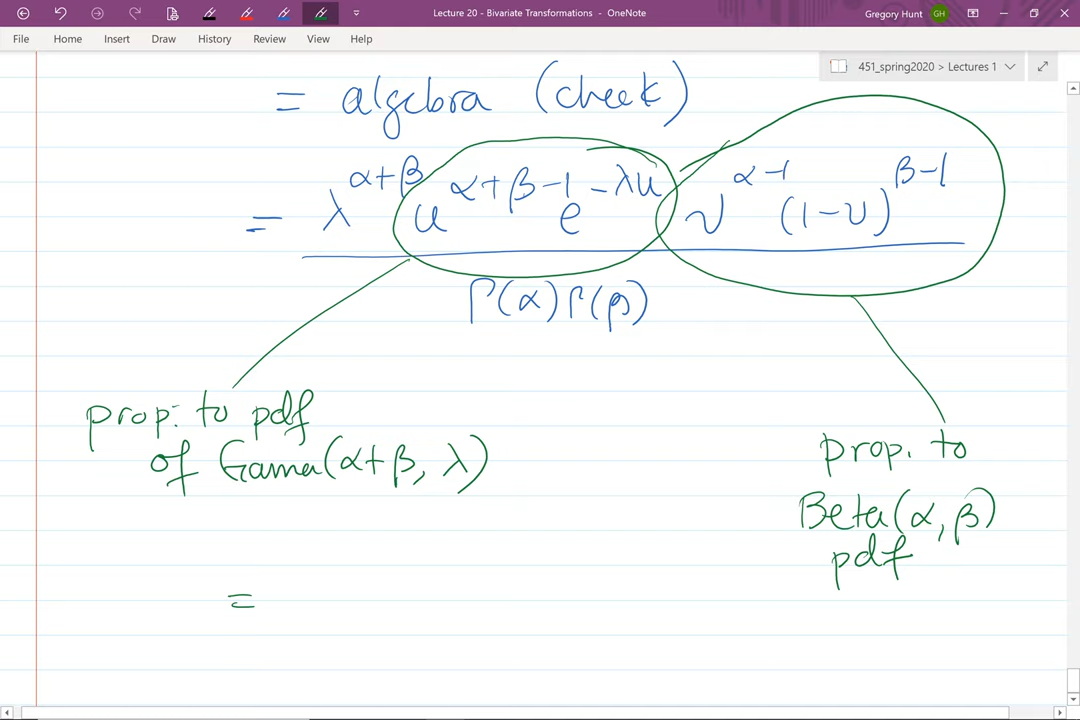 Lecture 20 - Bivariate Transformations - OneNote
Gregory Hunt GH
File Home Insert Draw History Review View Help
451_spring2020 > Lectures 1
= algebra (check)
= λ^(α+β) u^(α+β-1) e^(-λu) v^(α-1) (1-v)^(β-1)
Γ(α)Γ(β)
prop. to pdf
of Gama(α+β, λ)
prop. to
Beta(α, β)
pdf
=